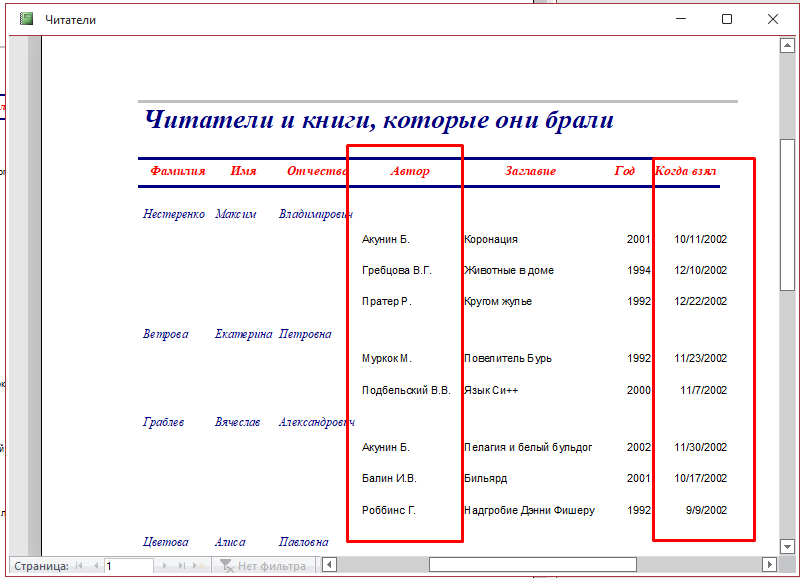 Читатели
Читатели и книги, которые они брали
Фамилия Имя Отчество Автор Заглавие Год Когда взял
Нестеренко Максим Владимирович
Акунин Б. Коронация 2001 10/11/2002
Гребцова В.Г. Животные в доме 1994 12/10/2002
Пратер Р. Кругом жулье 1992 12/22/2002
Ветрова Екатерина Петровна
Муркок М. Повелитель Бурь 1992 11/23/2002
Подбельский В.В. Язык Си++ 2000 11/7/2002
Граблев Вячеслав Александрович
Акунин Б. Пелагия и белый бульдог 2002 11/30/2002
Балин И.В. Бильярд 2001 10/17/2002
Роббинс Г. Надгробие Дэнни Фишеру 1992 9/9/2002
Цветова Алиса Павловна
Страница: 1 Нет фильтра